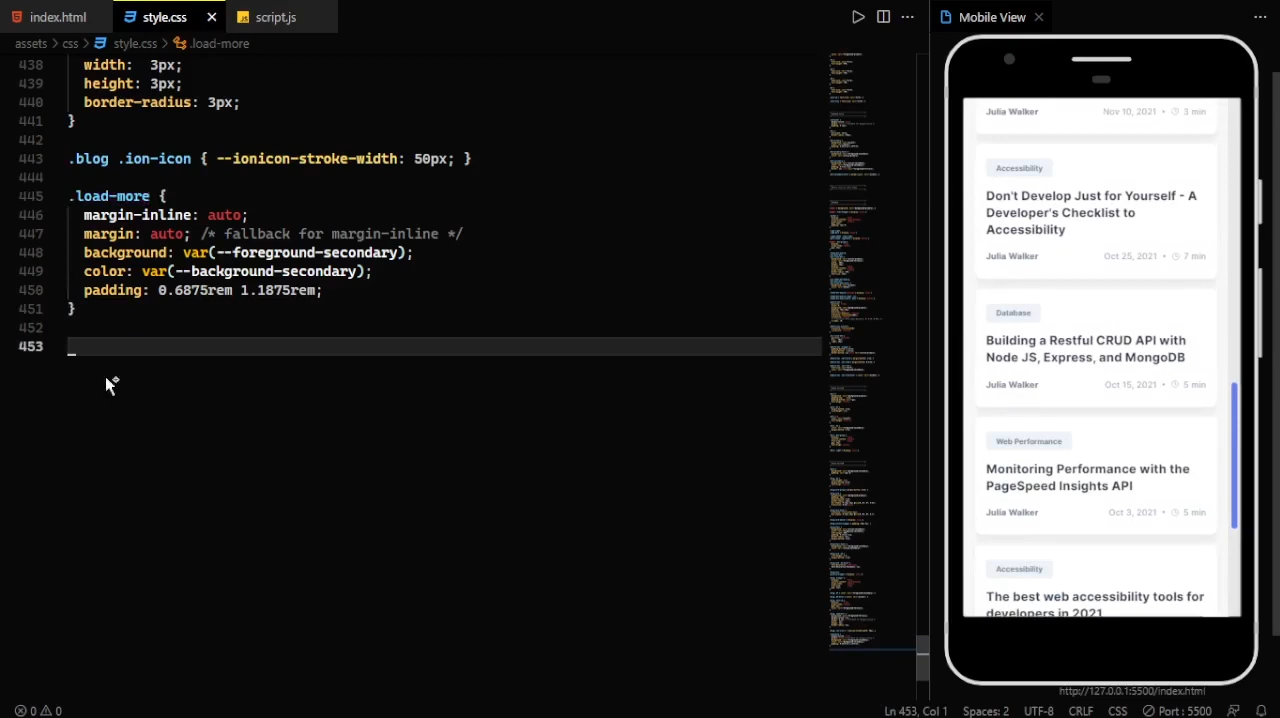 index.html
style.css
script.js
Mobile View
assets > css > style.css > .load-more
438 width: 3px;
439 height: 3px;
440 border-radius: 3px;
441 }
442
443 .blog .ion-icon { --ionicon-stroke-width: 50px; }
444
445 .load-more {
446 margin-inline: auto;
447 margin: auto; /* fallback for margin-inline */
448 background: var(--foreground-secondary);
449 color: var(--background-secondary);
450 padding: 0.6875rem 1.1875rem;
451 }
452
453
Julia Walker Nov 10, 2021 • 3 min
Accessibility
Don't Develop Just for Yourself - A
Developer's Checklist to
Accessibility
Julia Walker Oct 25, 2021 • 7 min
Database
Building a Restful CRUD API with
Node JS, Express, and MongoDB
Julia Walker Oct 15, 2021 • 5 min
Web Performance
Monitoring Performance with the
PageSpeed Insights API
Julia Walker Oct 3, 2021 • 5 min
Accessibility
The best web accessibility tools for
developers in 2021
http://127.0.0.1:5500/index.html
0 0 Ln 453, Col 1 Spaces: 2 UTF-8 CRLF CSS Port : 5500